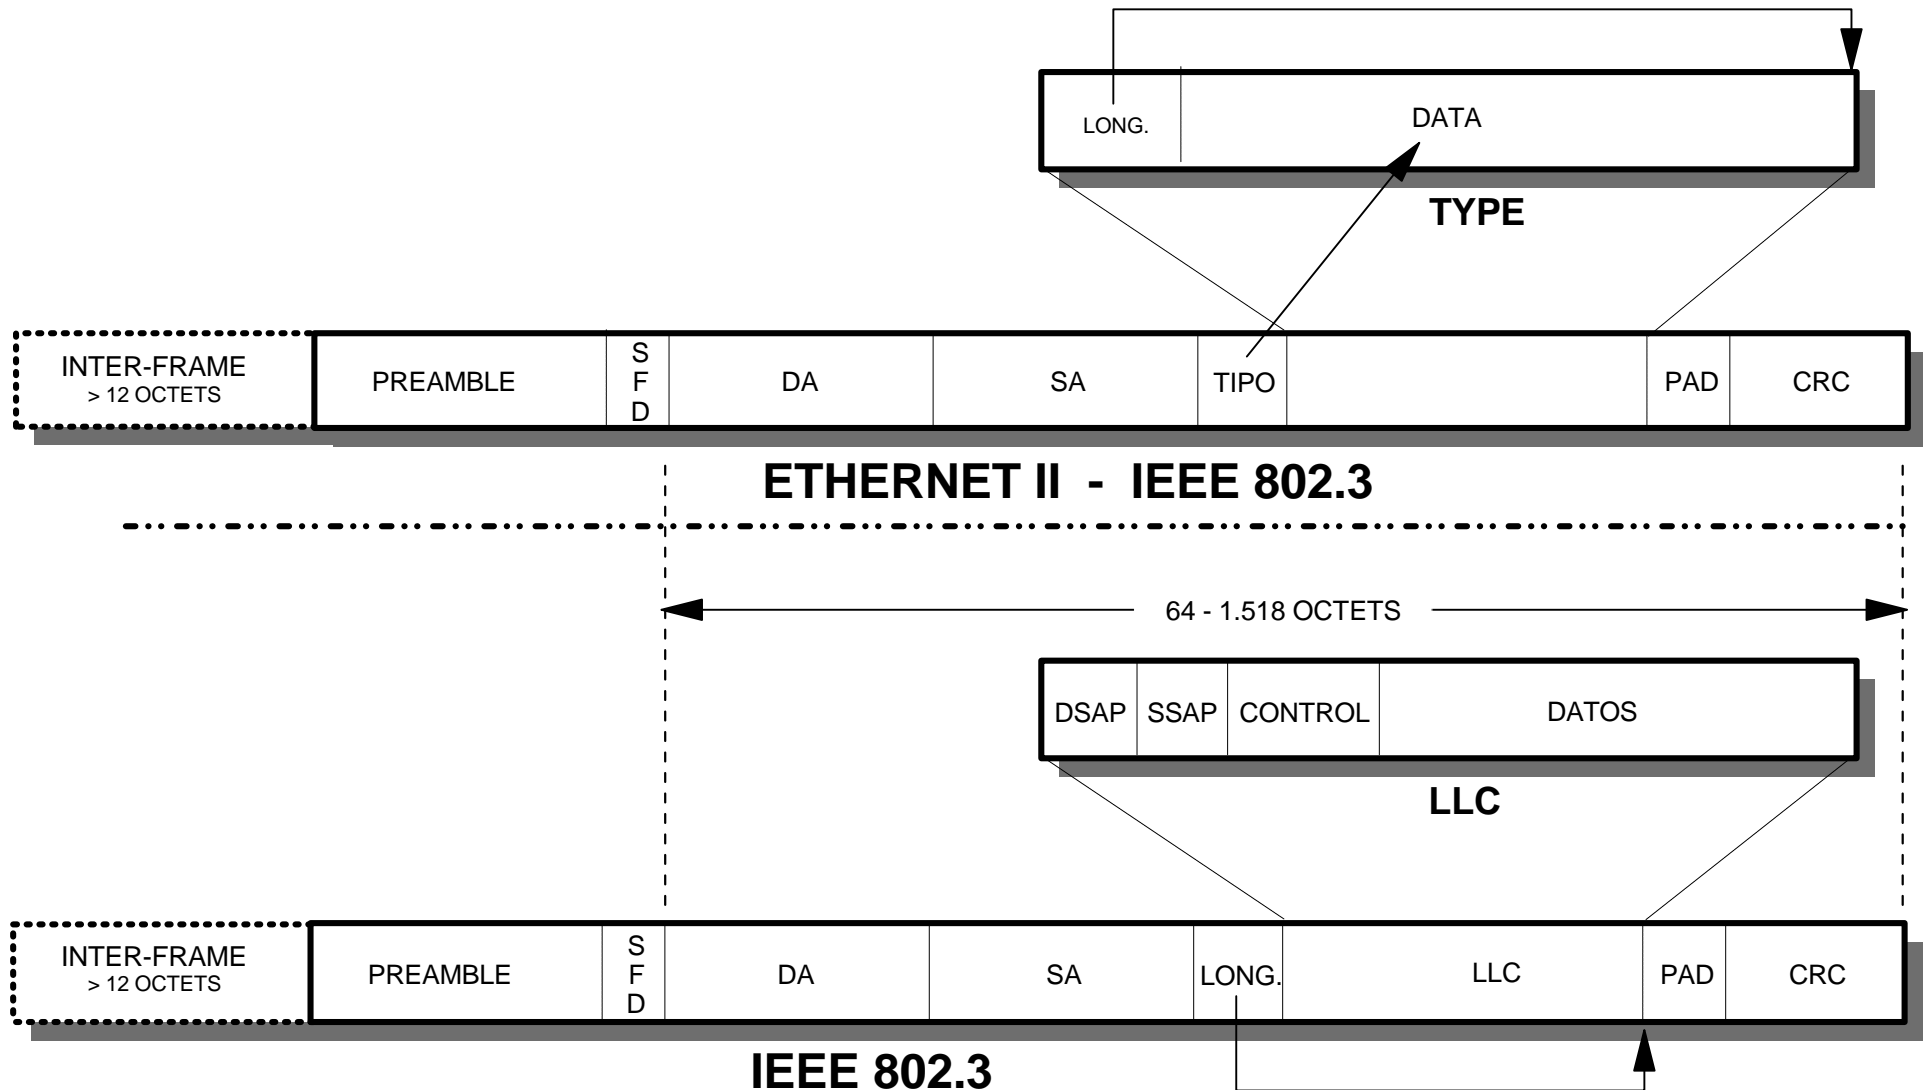 LONG. DATA
TYPE
INTER-FRAME
> 12 OCTETS
PREAMBLE SFD DA SA TIPO PAD CRC
ETHERNET II - IEEE 802.3
64 - 1.518 OCTETS
DSAP SSAP CONTROL DATOS
LLC
INTER-FRAME
> 12 OCTETS
PREAMBLE SFD DA SA LONG. LLC PAD CRC
IEEE 802.3